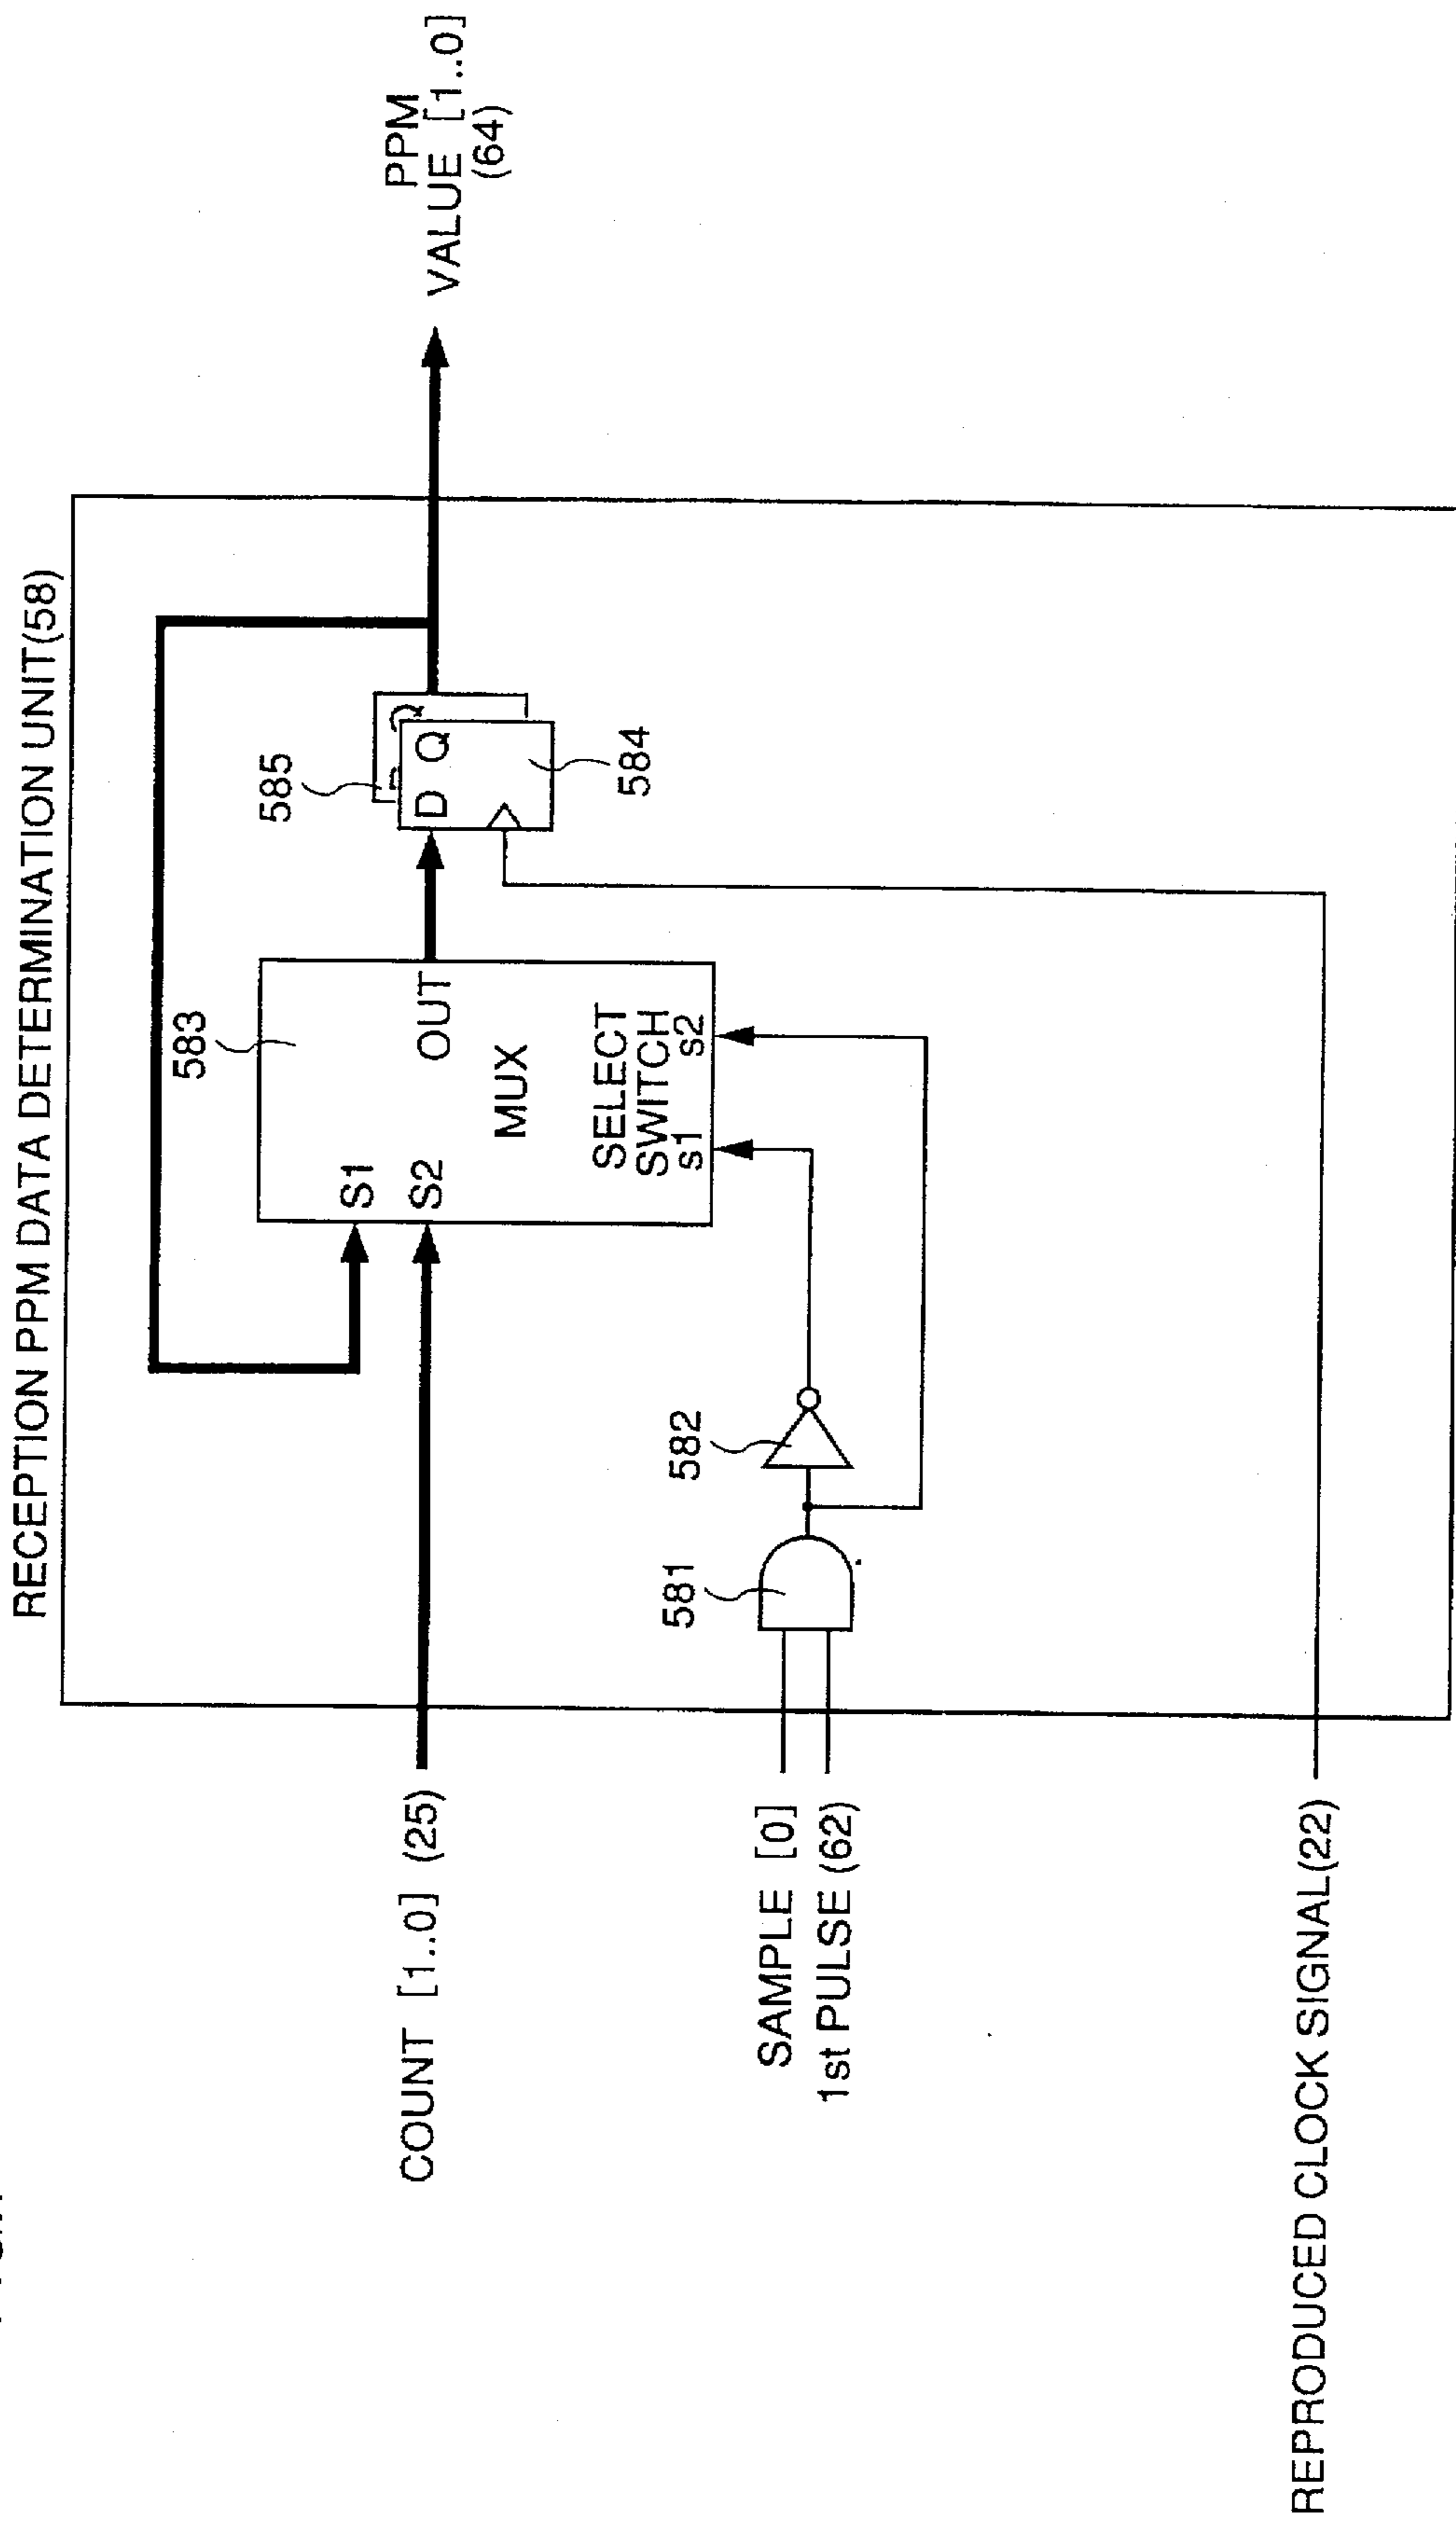 RECEPTION PPM DATA DETERMINATION UNIT(58)
583
585
584
S1
S2
OUT
MUX
SELECT
SWITCH
s1
s2
D Q
PPM
VALUE [1..0]
(64)
COUNT [1..0] (25)
581
582
SAMPLE [0]
1st PULSE (62)
REPRODUCED CLOCK SIGNAL(22)